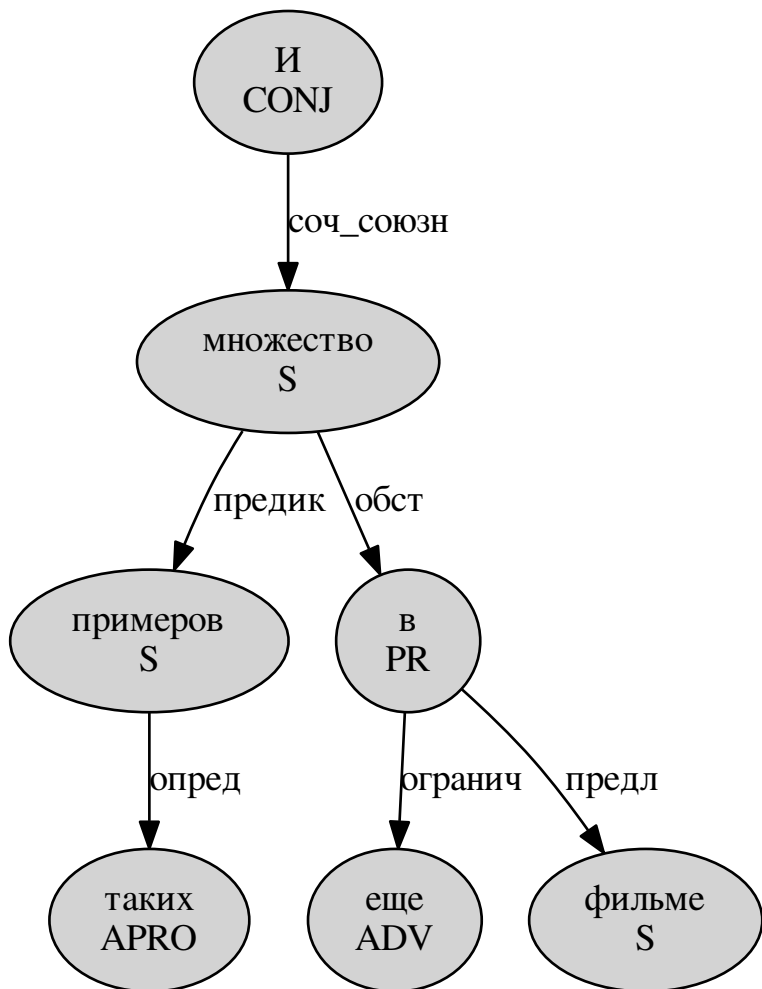 И
CONJ
соч_союзн
множество
S
предик
обст
примеров
S
в
PR
опред
огранич
предл
таких
APRO
еще
ADV
фильме
S